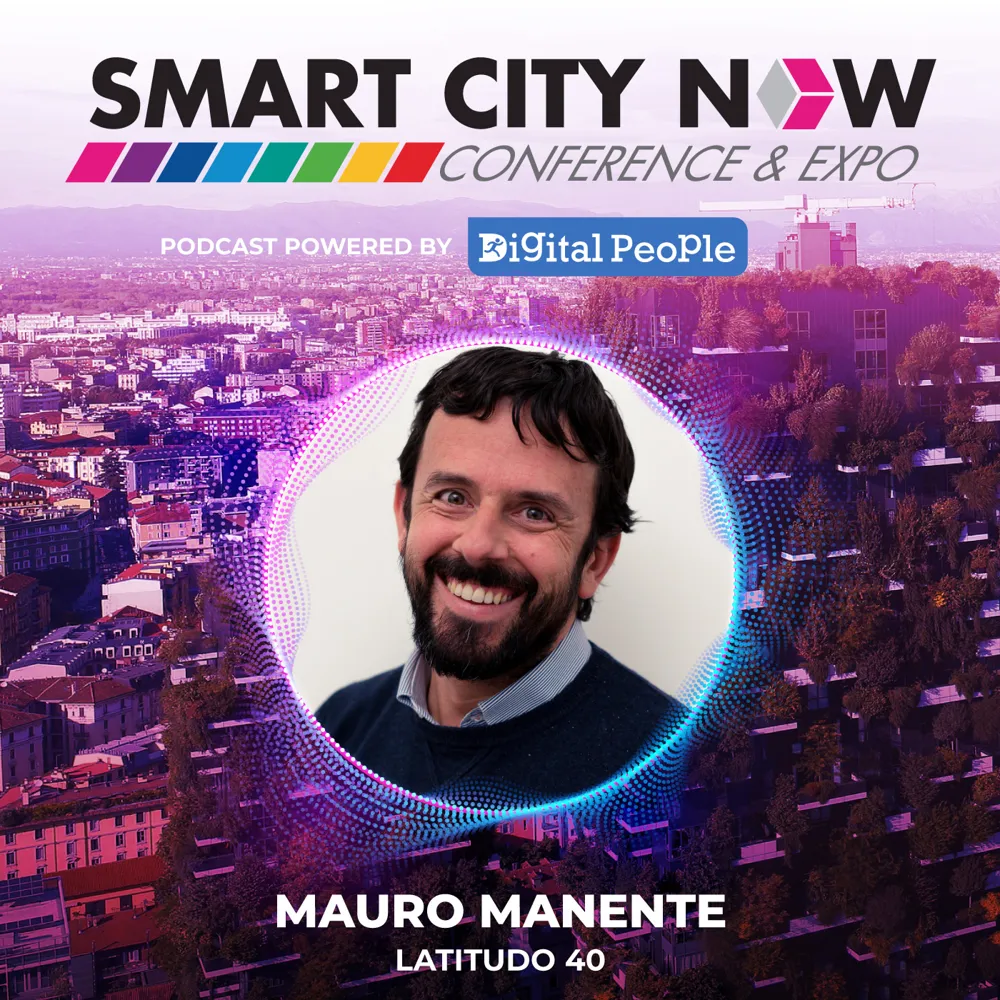 SMART CITY NOW
CONFERENCE & EXPO
PODCAST POWERED BY Digital PeoPle
MAURO MANENTE
LATITUDO 40